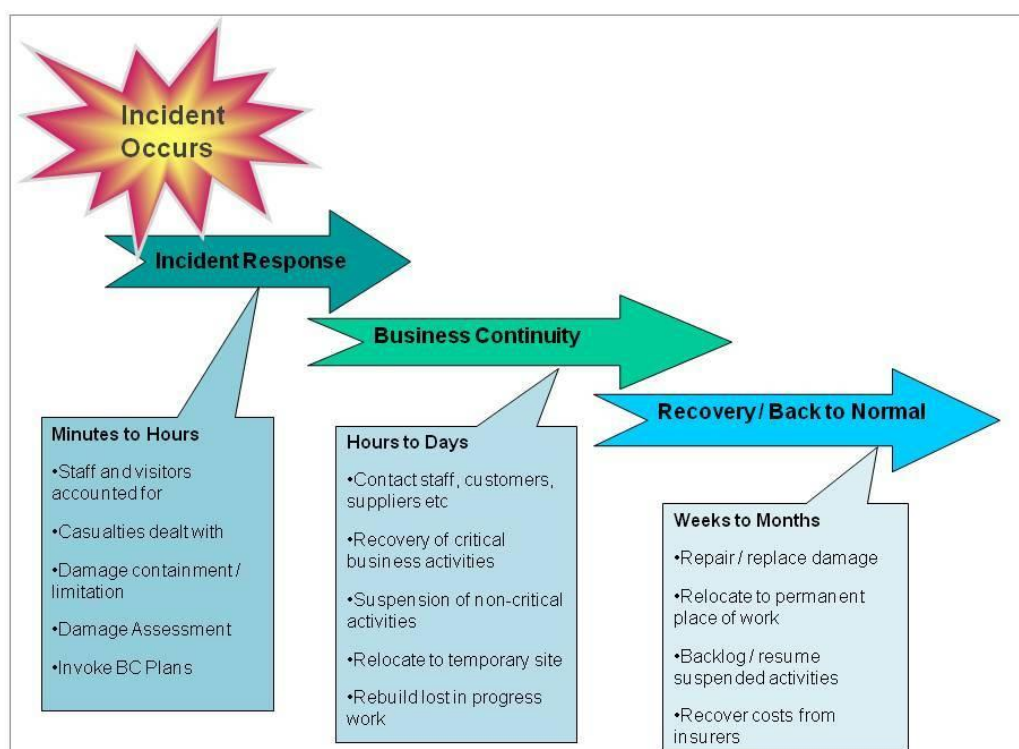 Incident
Occurs
Incident Response
Business Continuity
Recovery / Back to Normal
Minutes to Hours
•Staff and visitors
accounted for
•Casualties dealt with
•Damage containment /
limitation
•Damage Assessment
•Invoke BC Plans
Hours to Days
•Contact staff, customers,
suppliers etc
•Recovery of critical
business activities
•Suspension of non-critical
activities
•Relocate to temporary site
•Rebuild lost in progress
work
Weeks to Months
•Repair / replace damage
•Relocate to permanent
place of work
•Backlog / resume
suspended activities
•Recover costs from
insurers